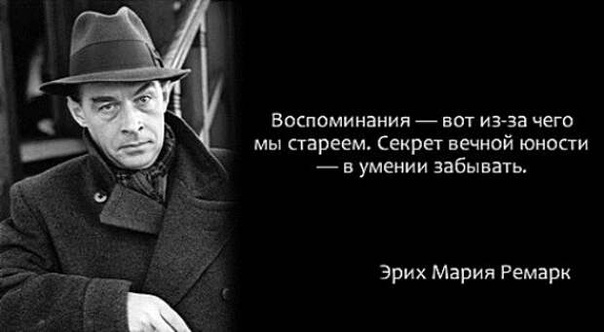 Воспоминания — вот из-за чего
мы стареем. Секрет вечной юности
— в умении забывать.
Эрих Мария Ремарк